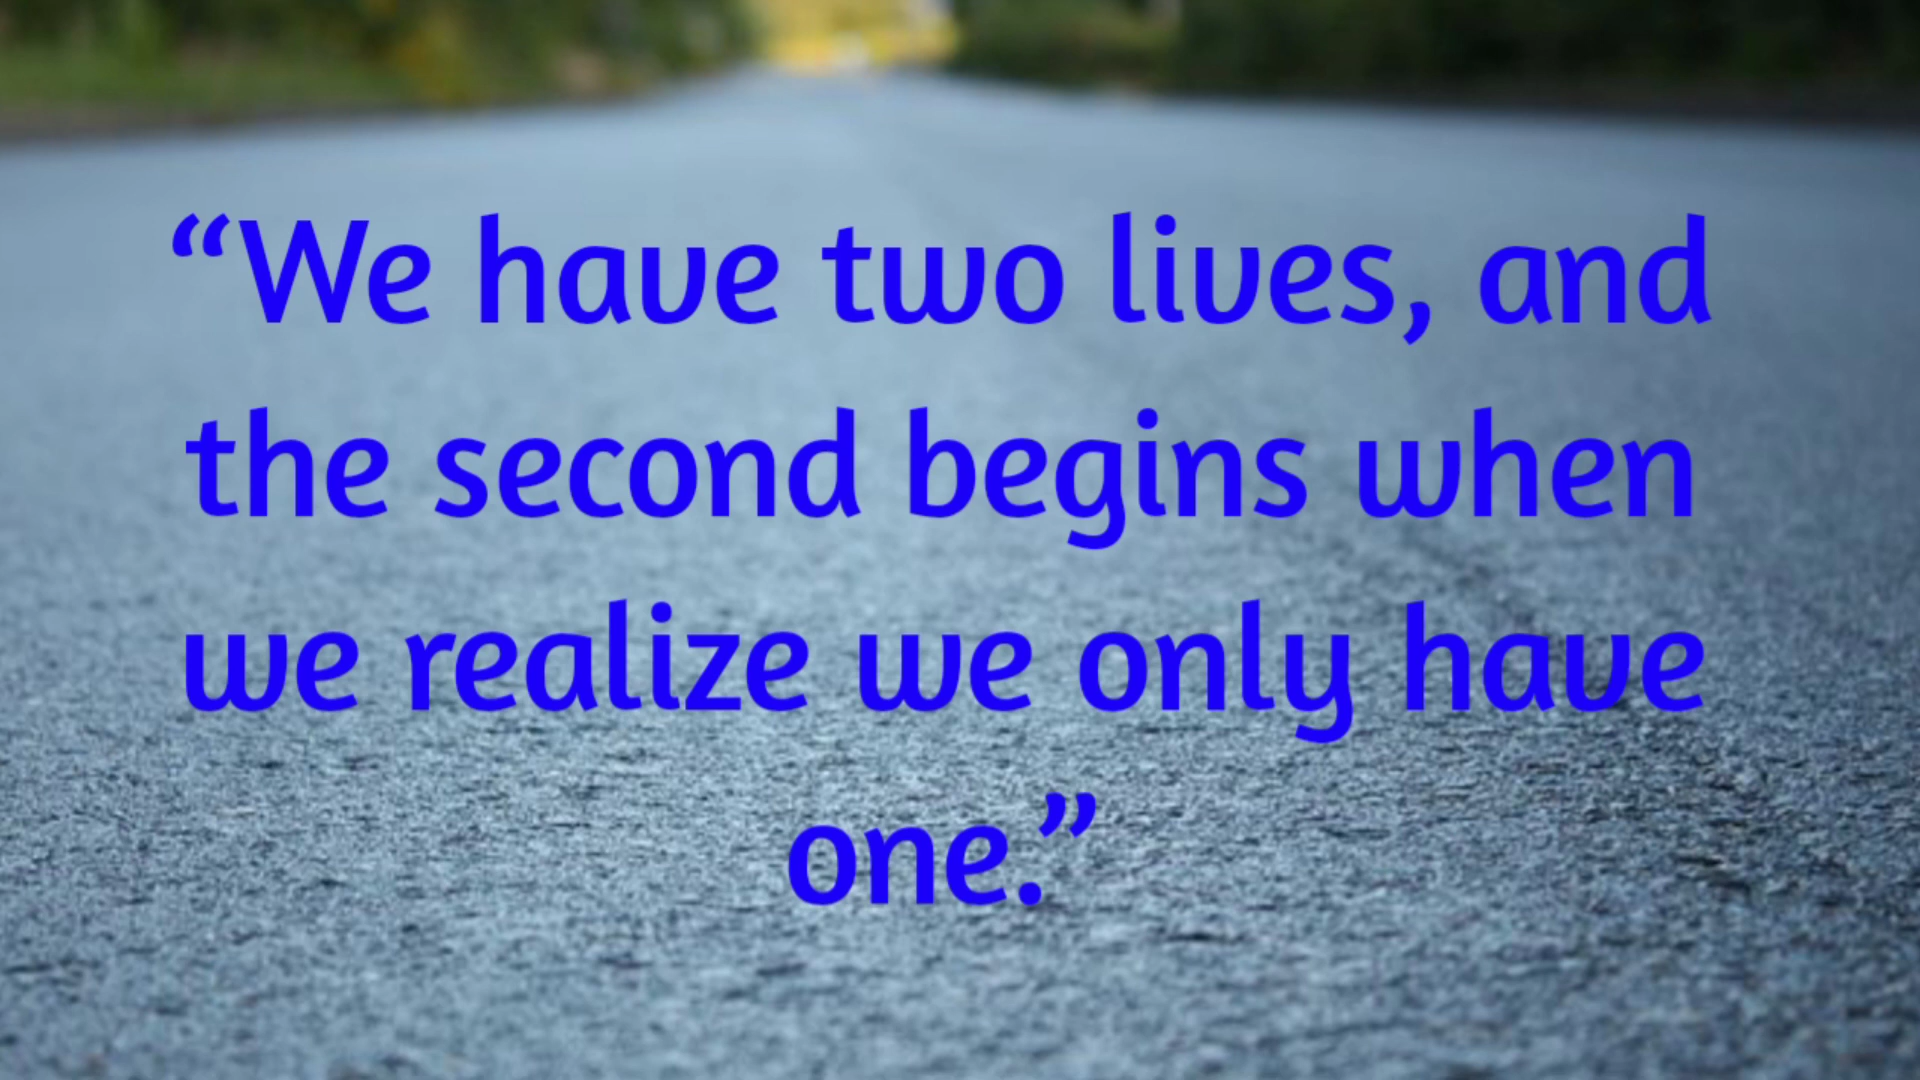 “We have two lives, and
the second begins when
we realize we only have
one.”